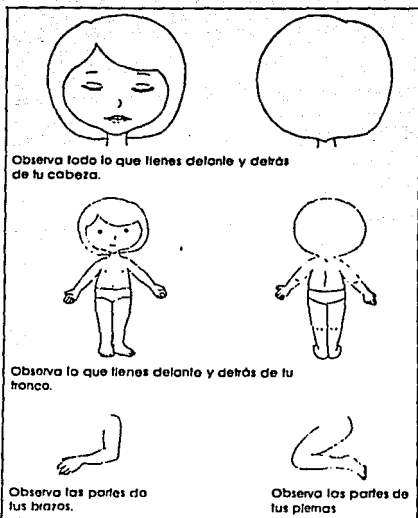 Observa todo lo que tienes delante y detrás
de tu cabeza.
Observa lo que tienes delante y detrás de tu
tronco.
Observa las partes de
tus brazos.
Observa las partes de
tus piernas